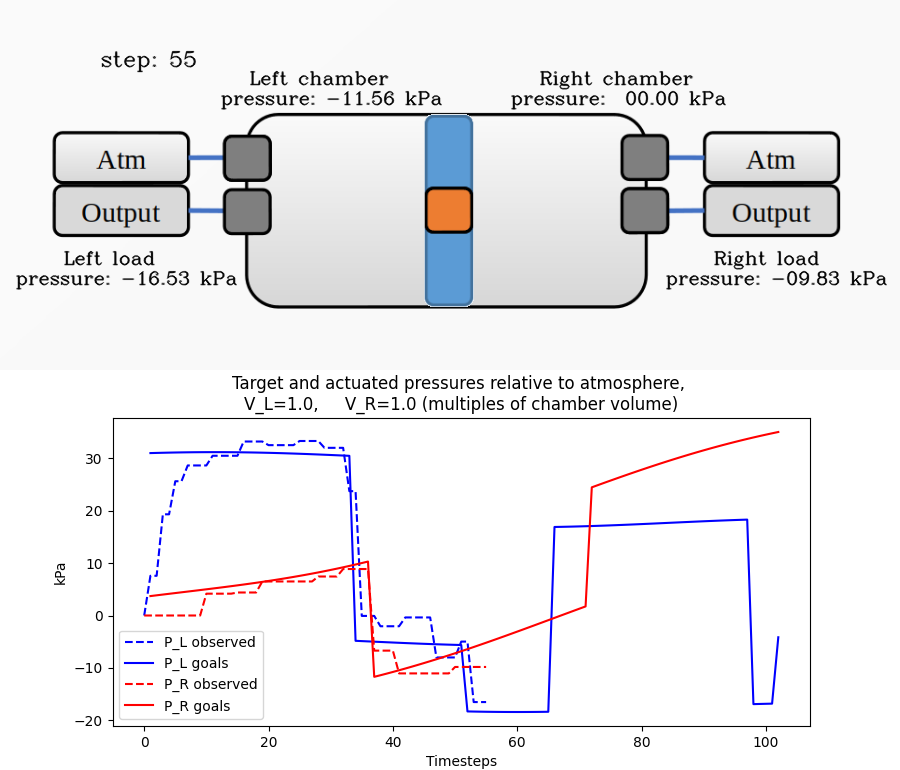 step: 55
Left chamber
pressure: −11.56 kPa
Right chamber
pressure: 00.00 kPa
Atm
Output
Atm
Output
Left load
pressure: −16.53 kPa
Right load
pressure: −09.83 kPa
Target and actuated pressures relative to atmosphere,
V_L=1.0, V_R=1.0 (multiples of chamber volume)
kPa
30
20
10
0
−10
−20
P_L observed
P_L goals
P_R observed
P_R goals
0 20 40 60 80 100
Timesteps